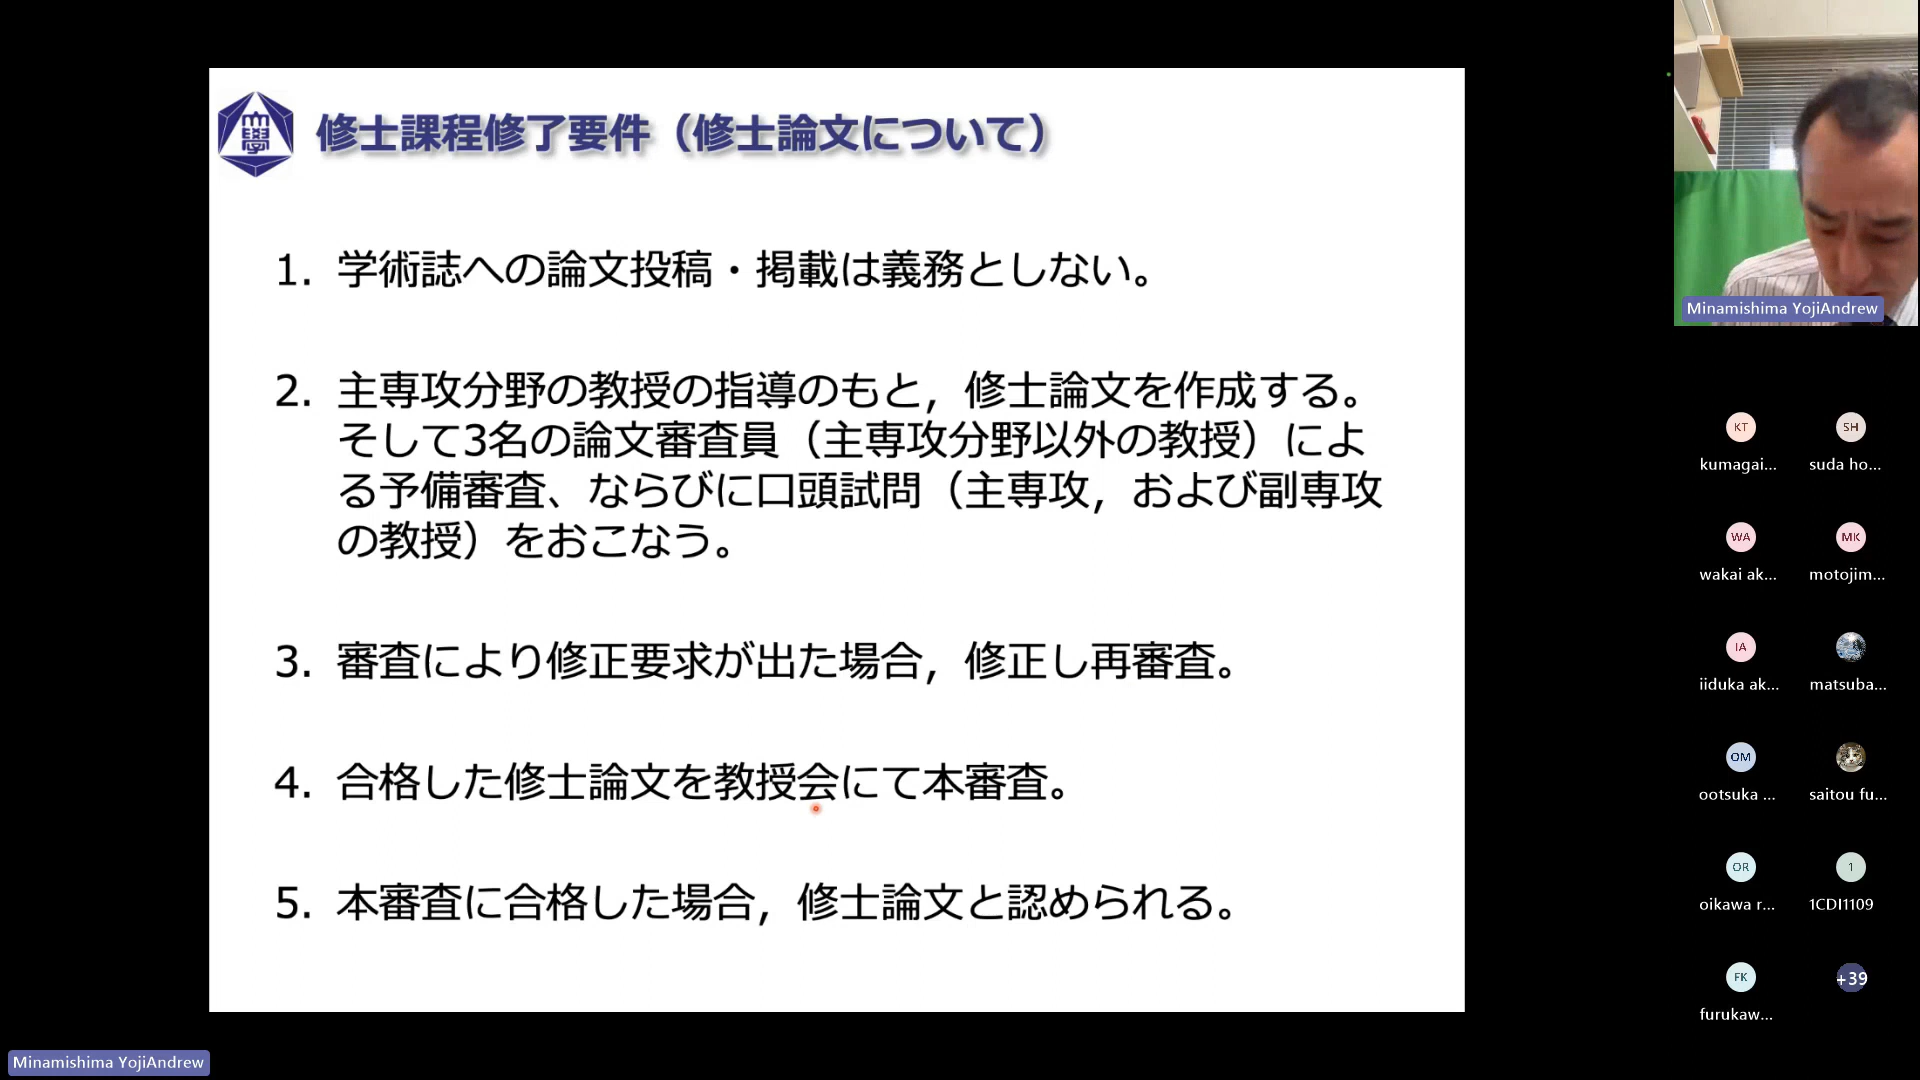 大學
修士課程修了要件（修士論文について）
1. 学術誌への論文投稿・掲載は義務としない。
2. 主専攻分野の教授の指導のもと，修士論文を作成する。
そして3名の論文審査員（主専攻分野以外の教授）によ
る予備審査、ならびに口頭試問（主専攻，および副専攻
の教授）をおこなう。
3. 審査により修正要求が出た場合，修正し再審査。
4. 合格した修士論文を教授会にて本審査。
5. 本審査に合格した場合，修士論文と認められる。
Minamishima YojiAndrew
KT
SH
kumagai...
suda ho...
WA
MK
wakai ak...
motojim...
IA
iiduka ak...
matsuba...
OM
ootsuka ...
saitou fu...
OR
1
oikawa r...
1CDI1109
FK
+39
furukaw...
Minamishima YojiAndrew